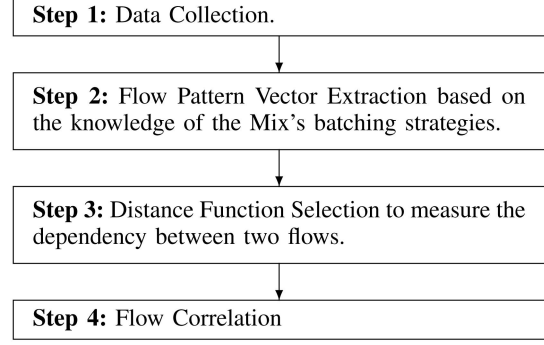 Step 1: Data Collection.
Step 2: Flow Pattern Vector Extraction based on
the knowledge of the Mix's batching strategies.
Step 3: Distance Function Selection to measure the
dependency between two flows.
Step 4: Flow Correlation